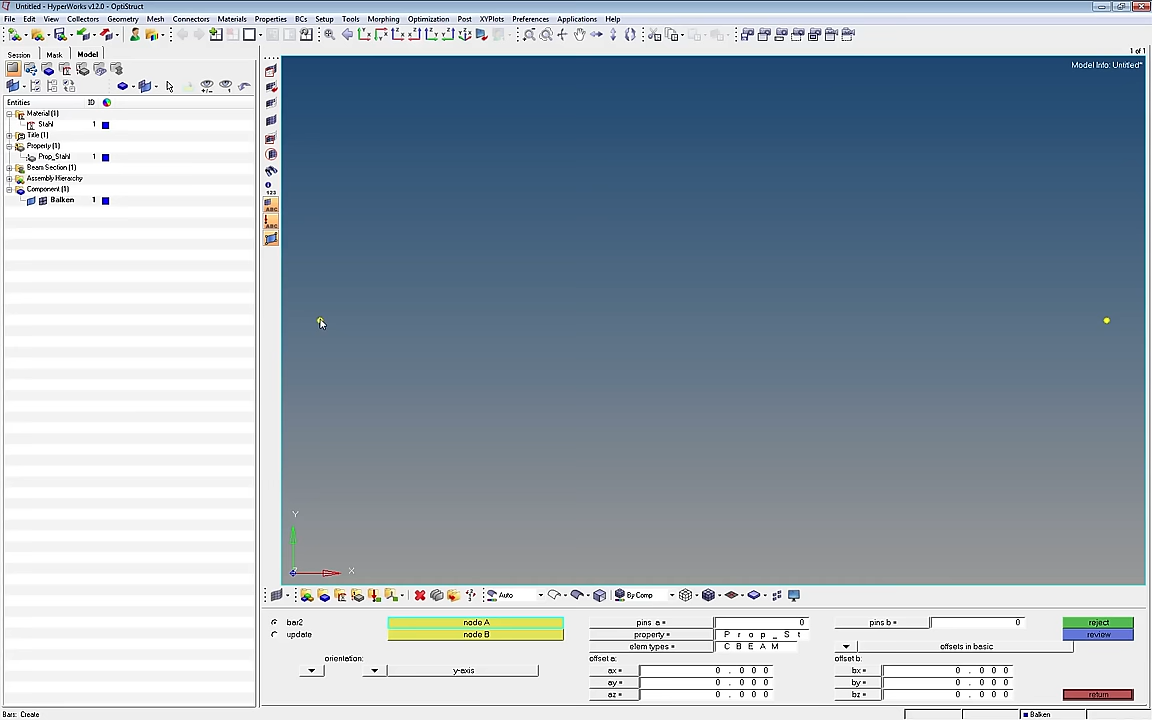 Untitled - HyperWorks v12.0 - OptiStruct
File Edit View Collectors Geometry Mesh Connectors Materials Properties BCs Setup Tools Morphing Optimization Post XYPlots Preferences Applications Help
Session Mask Model
1 of 1
Model Info: Untitled*
Entities ID
Material (1)
Stahl 1
Title (1)
Property (1)
Prop_Stahl 1
Beam Section (1)
Assembly Hierarchy
Component (1)
Balken 1
123
ABC
ABC
Y
X
Auto By Comp
bar2 node A pins a = 0 pins b = 0 reject
update node B property = Prop_St review
elem types = CBEAM offsets in basic
orientation: offset a: offset b:
y-axis ax = 0.000 bx = 0.000
ay = 0.000 by = 0.000
az = 0.000 bz = 0.000 return
Bars: Create Balken